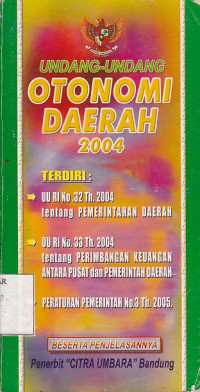 UNDANG-UNDANG
OTONOMI
DAERAH
2004
TERDIRI :
UU RI No.32 Th. 2004
tentang PEMERINTAHAN DAERAH
UU RI No. 33 Th. 2004
tentang PERIMBANGAN KEUANGAN
ANTARA PUSAT dan PEMERINTAH DAERAH
PERATURAN PEMERINTAH No.3 Th. 2005.
BESERTA PENJELASANNYA
Penerbit "CITRA UMBARA" Bandung